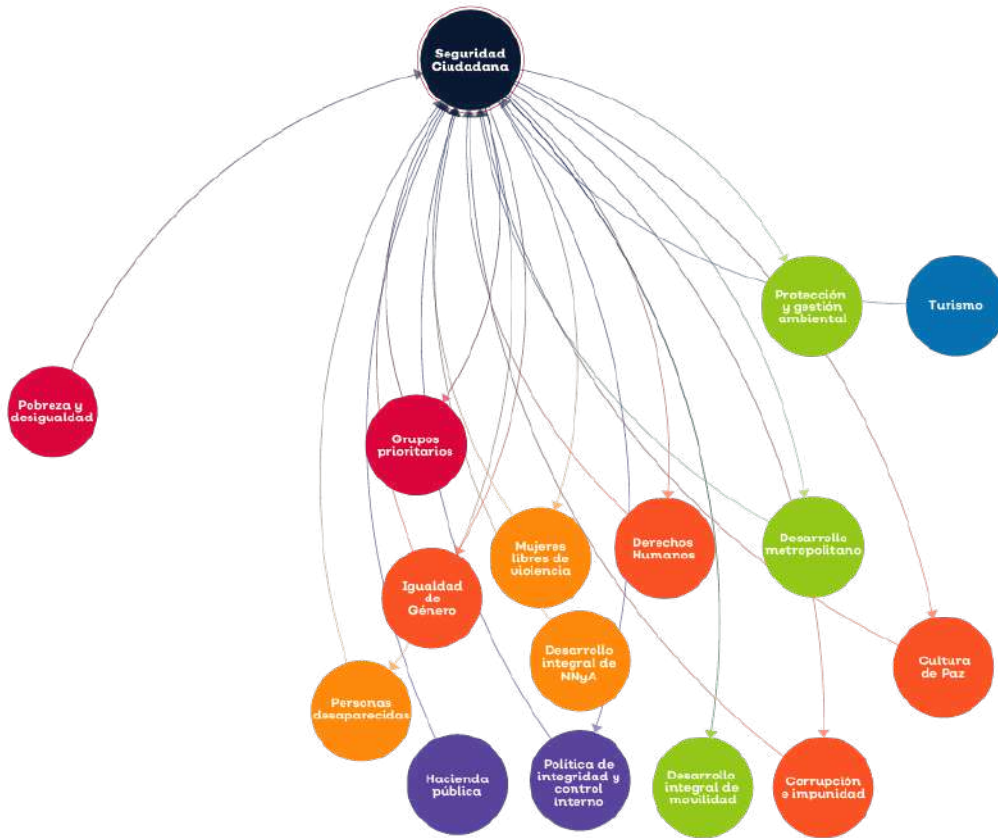 Seguridad
Ciudadana
Protección
y gestión
ambiental
Turismo
Pobreza y
desigualdad
Grupos
prioritarios
Mujeres
libres de
violencia
Derechos
Humanos
Desarrollo
metropolitano
Igualdad
de
Género
Desarrollo
integral de
NNyA
Cultura
de Paz
Personas
desaparecidas
Hacienda
pública
Política de
integridad y
control
interno
Desarrollo
integral de
movilidad
Corrupción
e impunidad